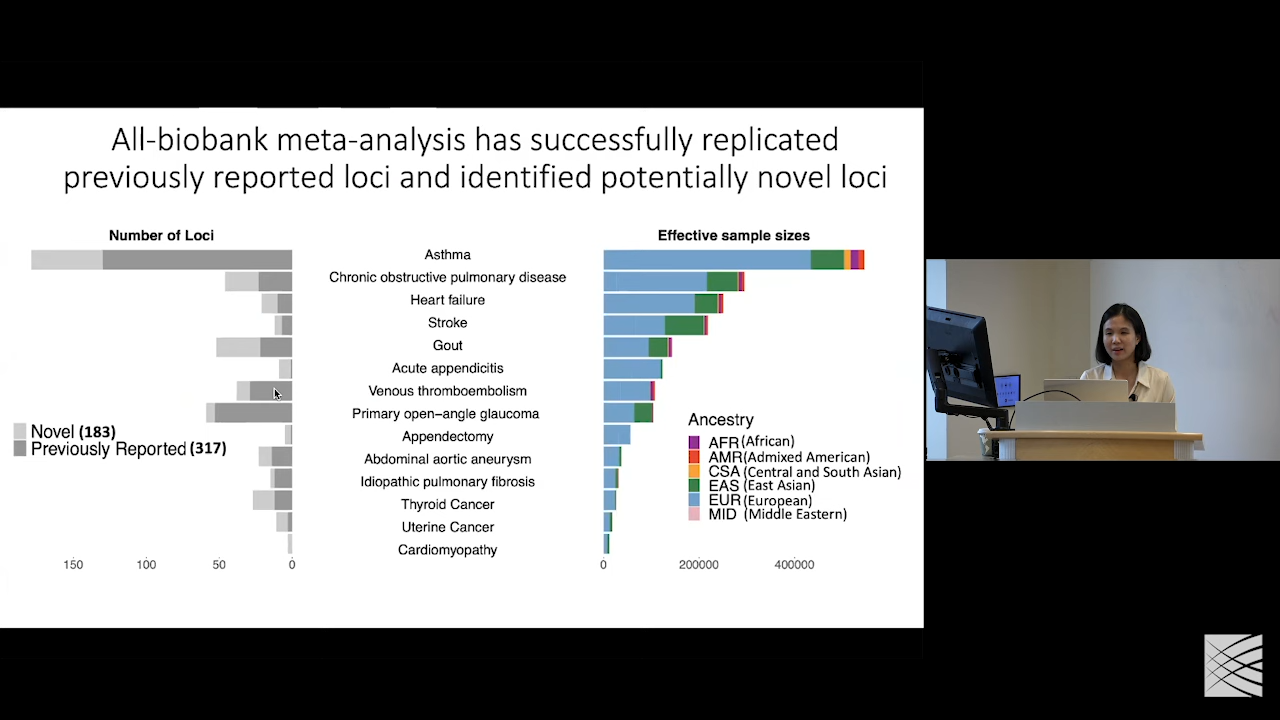 All-biobank meta-analysis has successfully replicated
previously reported loci and identified potentially novel loci
Number of Loci
Effective sample sizes
Asthma
Chronic obstructive pulmonary disease
Heart failure
Stroke
Gout
Acute appendicitis
Venous thromboembolism
Primary open−angle glaucoma
Appendectomy
Abdominal aortic aneurysm
Idiopathic pulmonary fibrosis
Thyroid Cancer
Uterine Cancer
Cardiomyopathy
Novel (183)
Previously Reported (317)
150 100 50 0
Ancestry
AFR (African)
AMR (Admixed American)
CSA (Central and South Asian)
EAS (East Asian)
EUR (European)
MID (Middle Eastern)
0 200000 400000